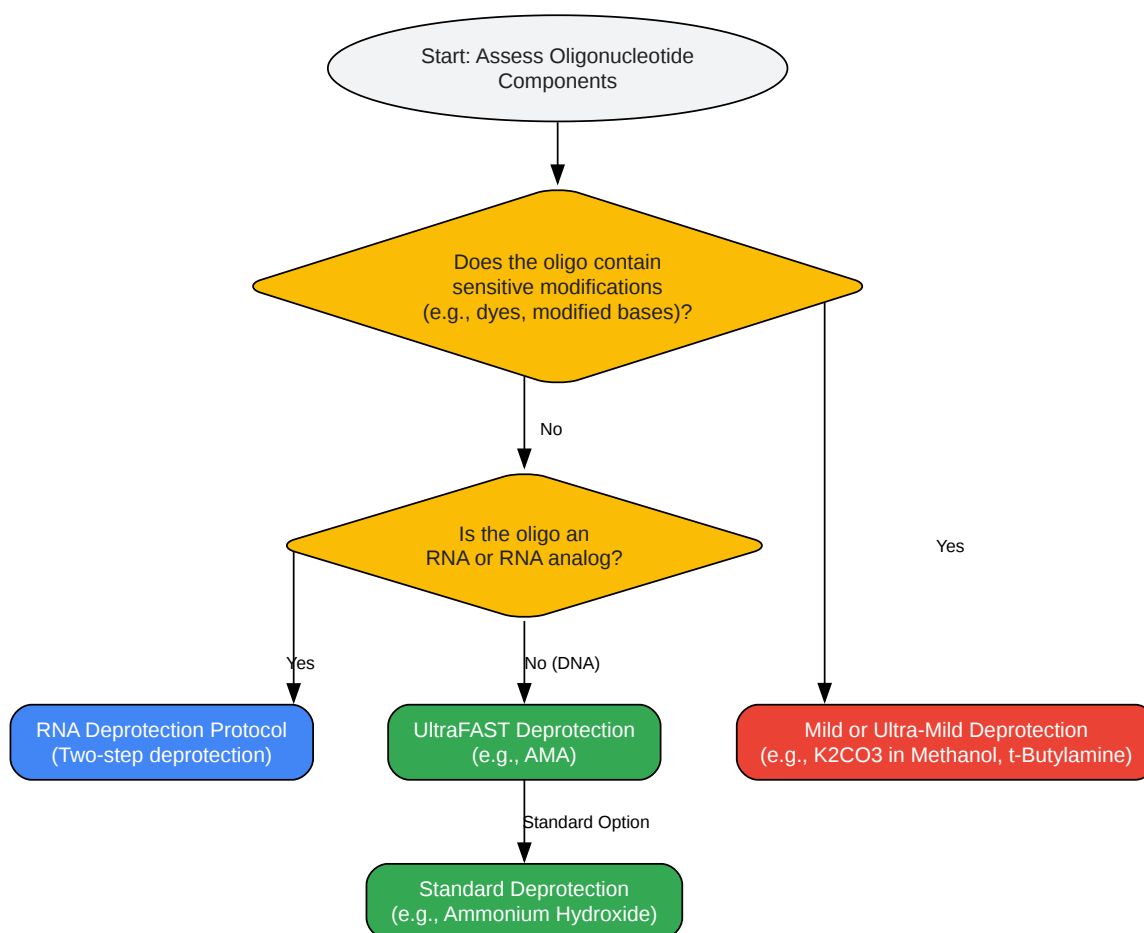 Start: Assess Oligonucleotide
Components
Does the oligo contain
sensitive modifications
(e.g., dyes, modified bases)?
No
Is the oligo an
RNA or RNA analog?
Yes
Yes
No (DNA)
RNA Deprotection Protocol
(Two-step deprotection)
UltraFAST Deprotection
(e.g., AMA)
Mild or Ultra-Mild Deprotection
(e.g., K2CO3 in Methanol, t-Butylamine)
Standard Option
Standard Deprotection
(e.g., Ammonium Hydroxide)